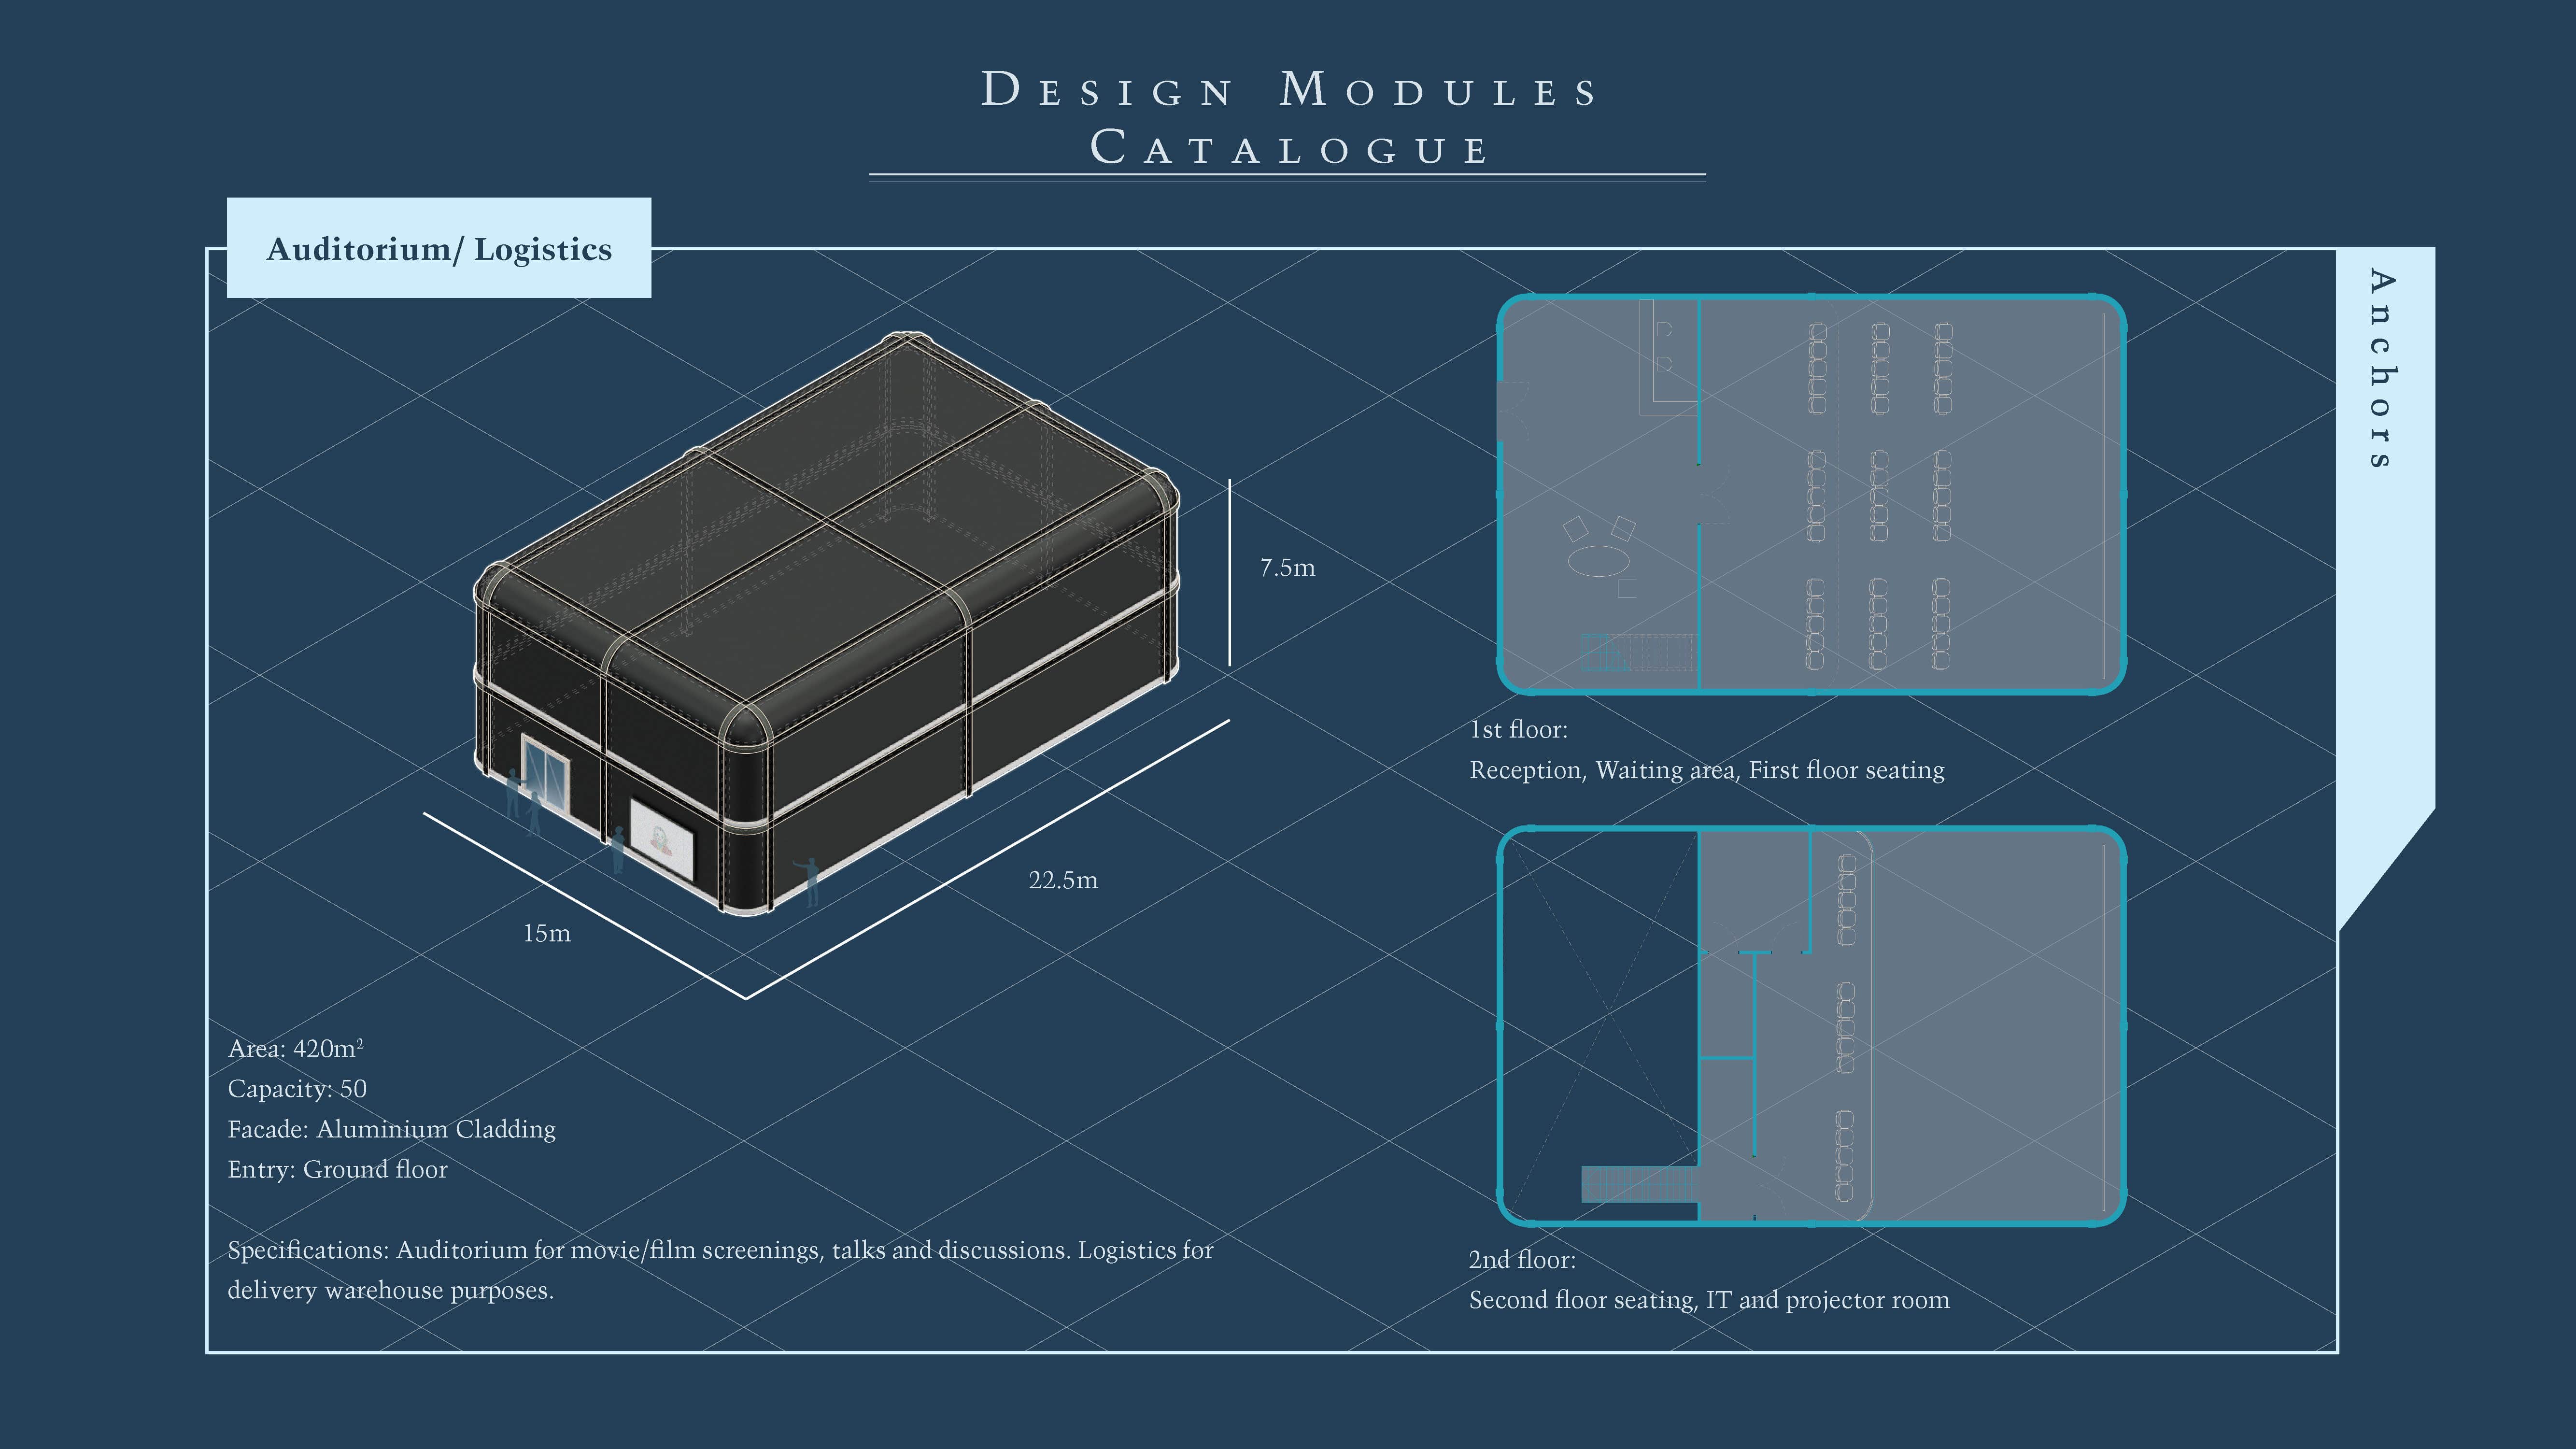 Design Modules
Catalogue
Auditorium/ Logistics
Anchors
7.5m
22.5m
15m
Area: 420m²
Capacity: 50
Facade: Aluminium Cladding
Entry: Ground floor
Specifications: Auditorium for movie/film screenings, talks and discussions. Logistics for
delivery warehouse purposes.
1st floor:
Reception, Waiting area, First floor seating
2nd floor:
Second floor seating, IT and projector room